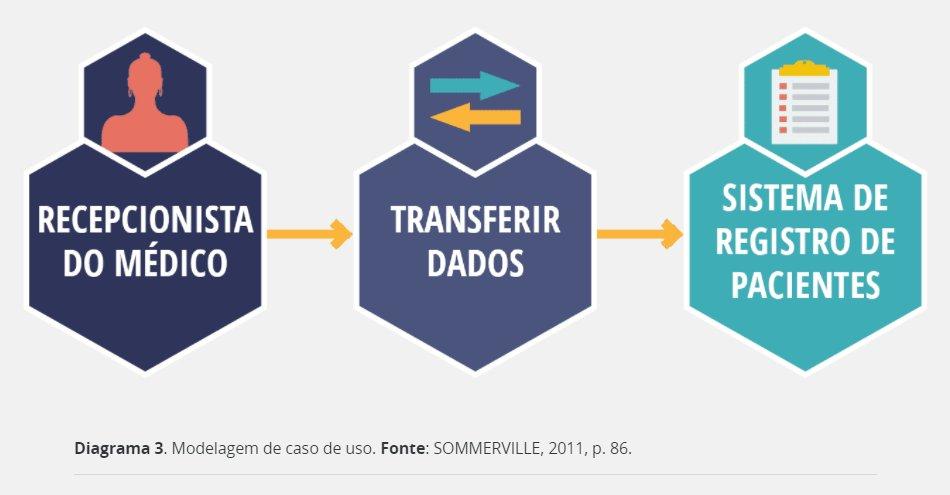 RECEPCIONISTA
DO MÉDICO
TRANSFERIR
DADOS
SISTEMA DE
REGISTRO DE
PACIENTES
Diagrama 3. Modelagem de caso de uso. Fonte: SOMMERVILLE, 2011, p. 86.